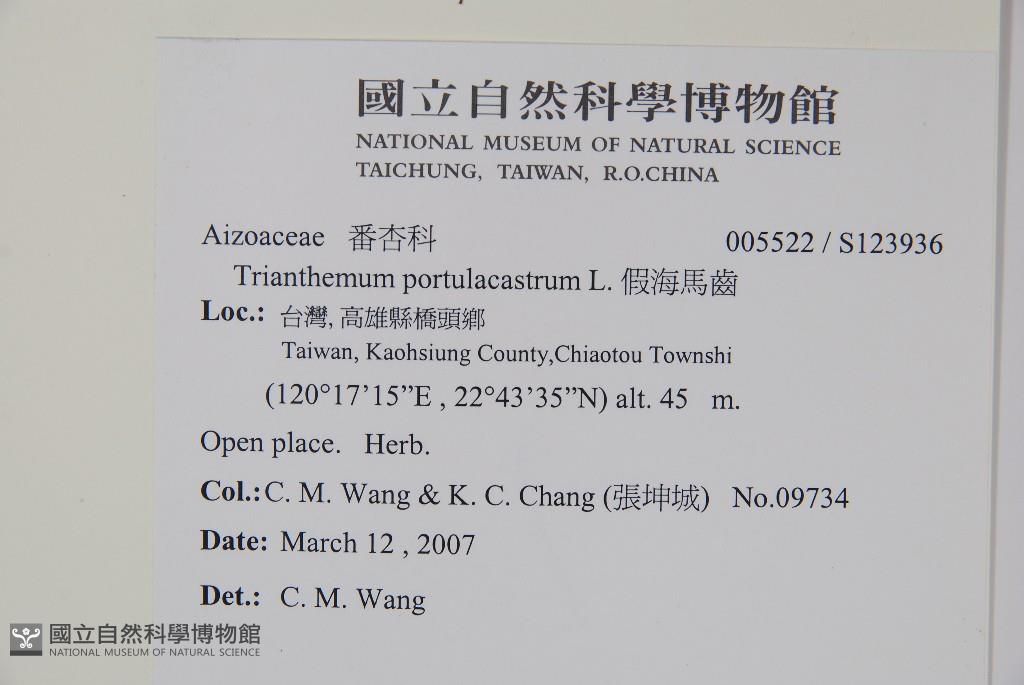 國立自然科學博物館
NATIONAL MUSEUM OF NATURAL SCIENCE
TAICHUNG, TAIWAN, R.O.CHINA
Aizoaceae 番杏科 005522 / S123936
Trianthemum portulacastrum L. 假海馬齒
Loc.: 台灣, 高雄縣橋頭鄉
Taiwan, Kaohsiung County,Chiaotou Townshi
(120°17’15”E , 22°43’35”N) alt. 45 m.
Open place. Herb.
Col.:C. M. Wang & K. C. Chang (張坤城) No.09734
Date: March 12 , 2007
Det.: C. M. Wang
國立自然科學博物館
NATIONAL MUSEUM OF NATURAL SCIENCE